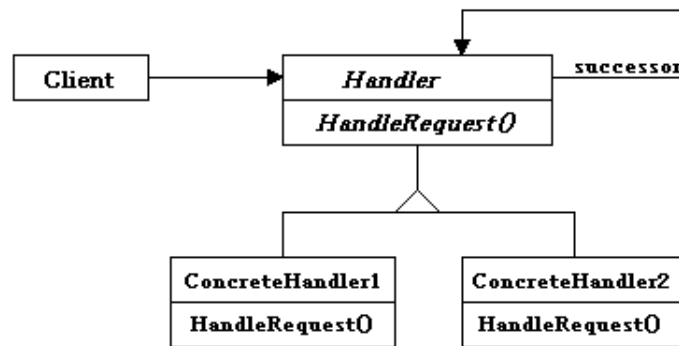 successor
Client
Handler
HandleRequest()
ConcreteHandler1
ConcreteHandler2
HandleRequest()
HandleRequest()